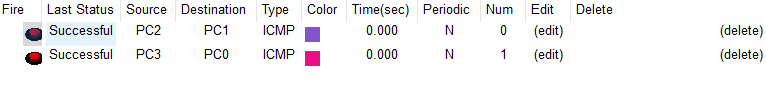 Fire Last Status Source Destination Type Color Time(sec) Periodic Num Edit Delete
Successful PC2 PC1 ICMP 0.000 N 0 (edit) (delete)
Successful PC3 PC0 ICMP 0.000 N 1 (edit) (delete)